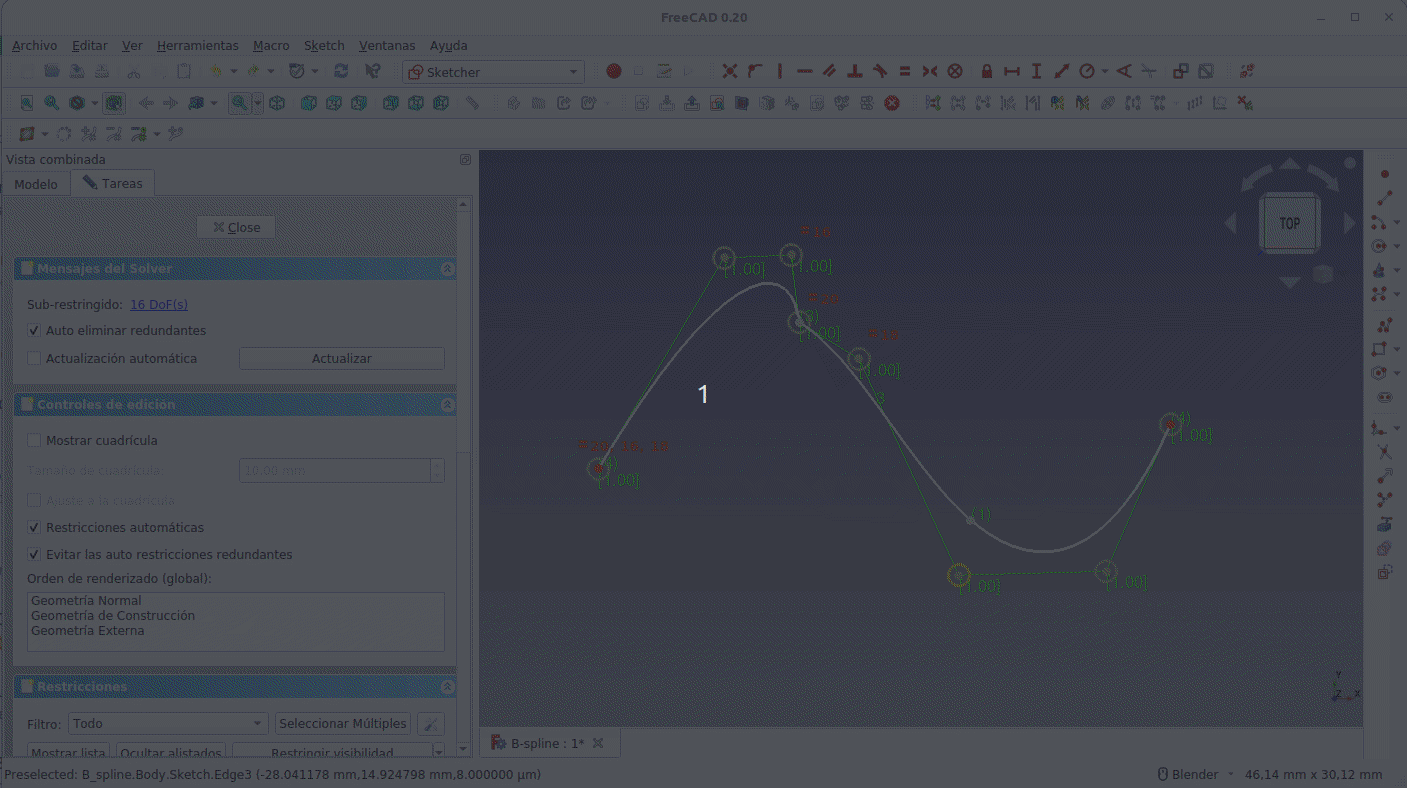 FreeCAD 0.20
Archivo Editar Ver Herramientas Macro Sketch Ventanas Ayuda
Sketcher
Vista combinada
Modelo Tareas
Close
Mensajes del Solver
Sub-restringido: 16 DoF(s)
Auto eliminar redundantes
Actualización automática Actualizar
Controles de edición
Mostrar cuadrícula
Tamaño de cuadrícula 10.00 mm
Ajuste a la cuadrícula
Restricciones automáticas
Evitar las auto restricciones redundantes
Orden de renderizado (global):
Geometría Normal
Geometría de Construcción
Geometría Externa
Restricciones
Filtro: Todo Seleccionar Múltiples
Mostrar lista Ocultar alistados Restringir visibilidad
TOP
[1.00]
[1.00]
[1.00]
[1.00]
3
1
(4)
[1.00]
[1.00]
(1)
[1.00]
[1.00]
Y
Z X
B-spline : 1*
Preselected: B_spline.Body.Sketch.Edge3 (-28.041178 mm,14.924798 mm,8.000000 µm)
Blender 46,14 mm x 30,12 mm